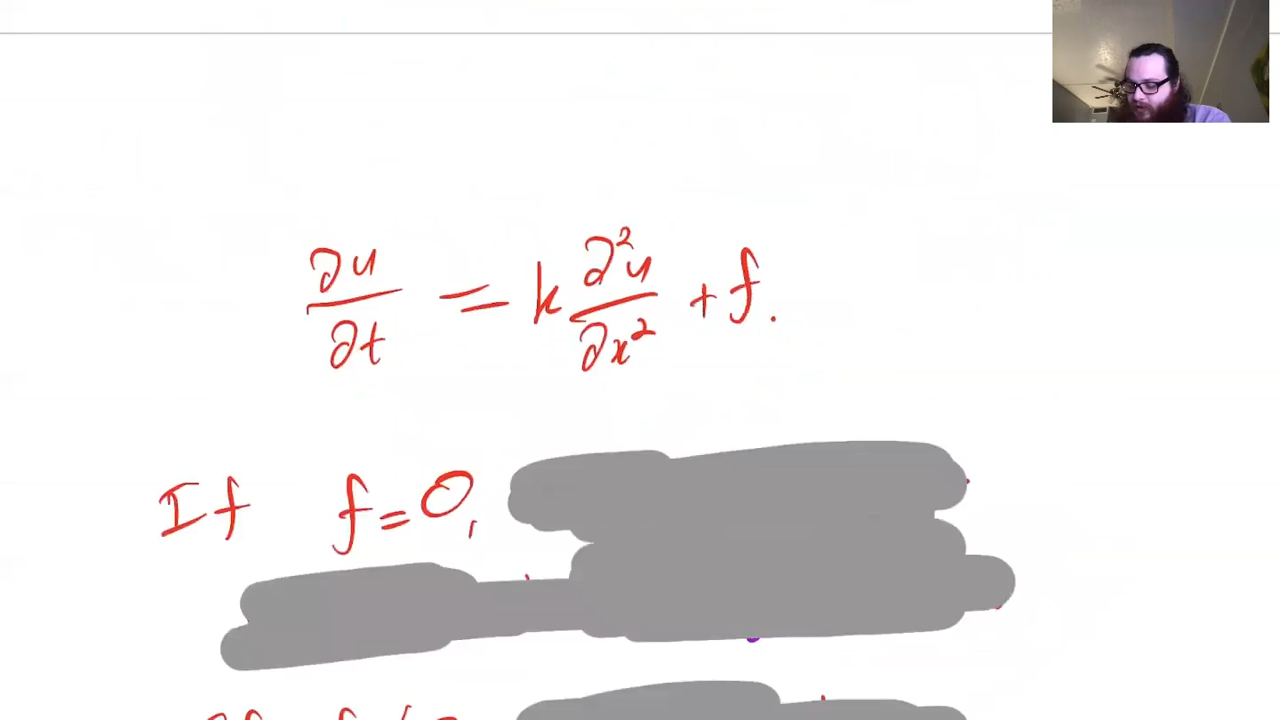 ∂u/∂t = k ∂²u/∂x² + f.
If f=0,